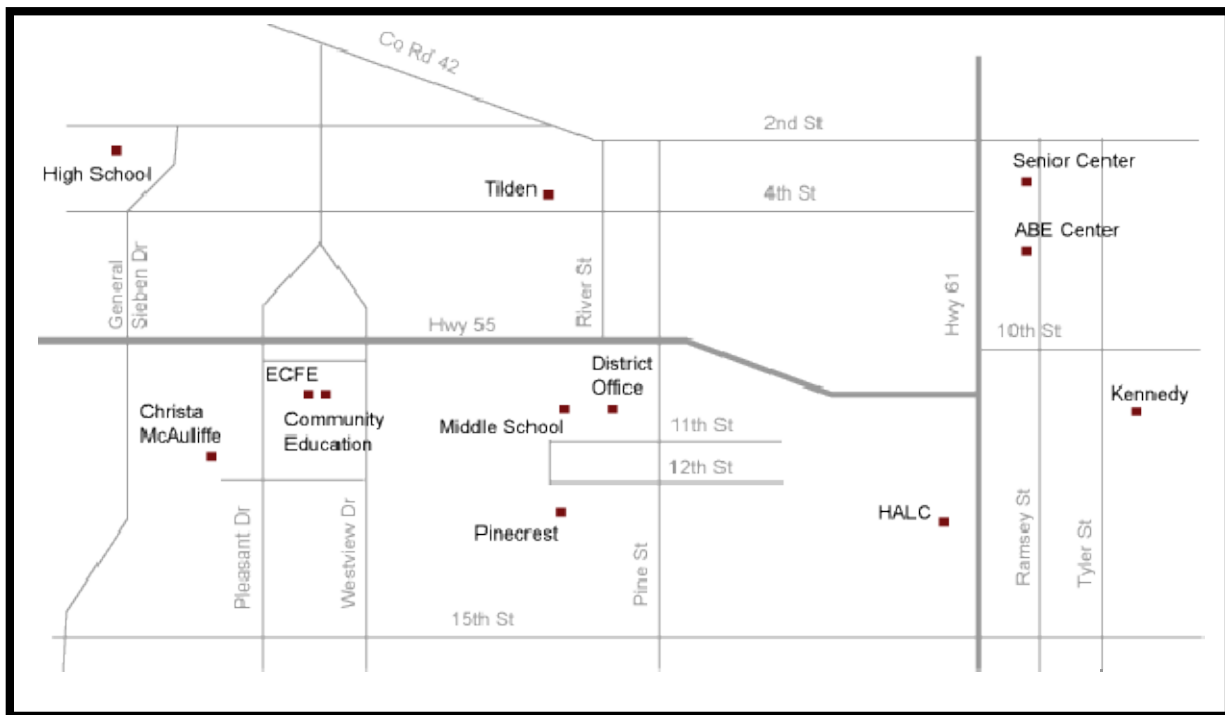 Co Rd 42
2nd St
High School
Tilden
4th St
Senior Center
ABE Center
General
Sieben Dr
River St
Hwy 61
Hwy 55
10th St
ECFE
District
Office
Christa
McAulliffe
Community
Education
Middle School
Kennedy
11th St
12th St
Pinecrest
HALC
Pleasant Dr
Westview Dr
Pine St
Ramsey St
Tyler St
15th St